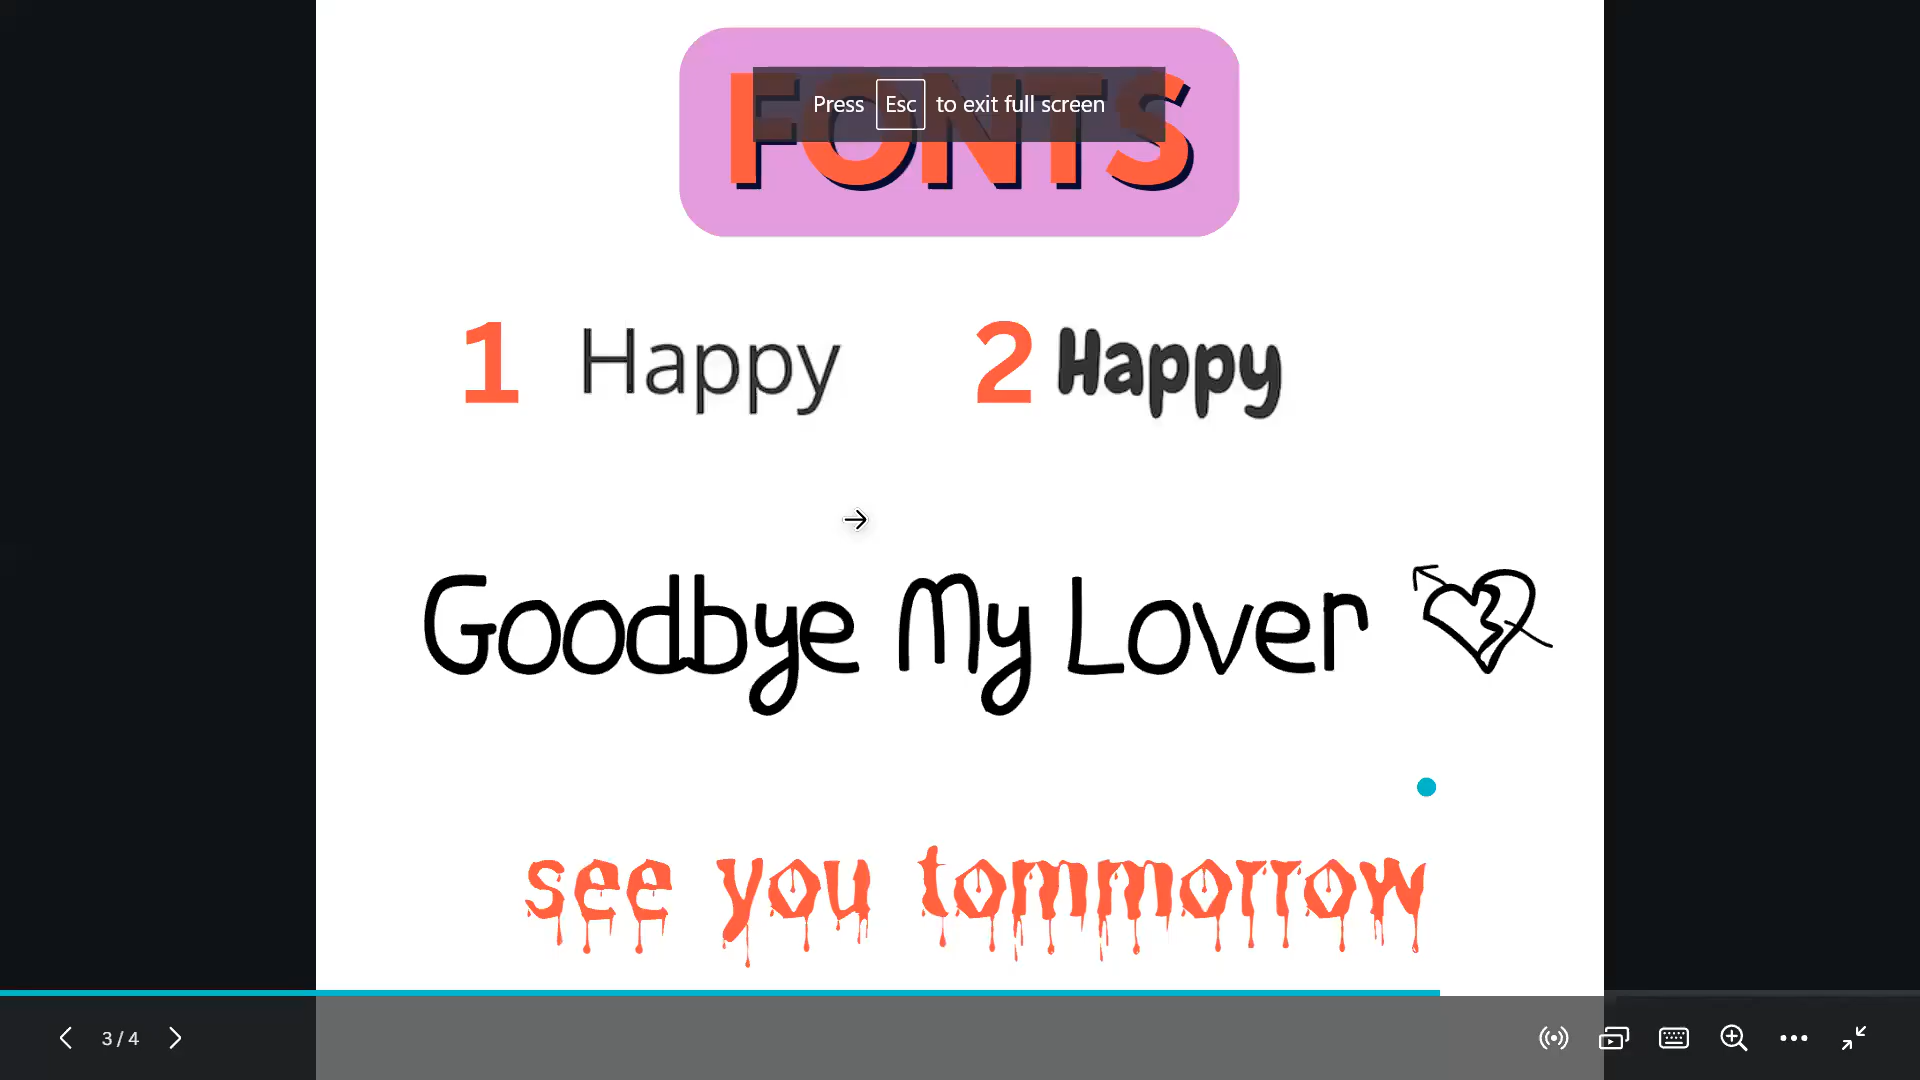 FONTS
Press Esc to exit full screen
1 Happy 2 Happy
Goodbye My Lover
see you tommorrow
3 / 4